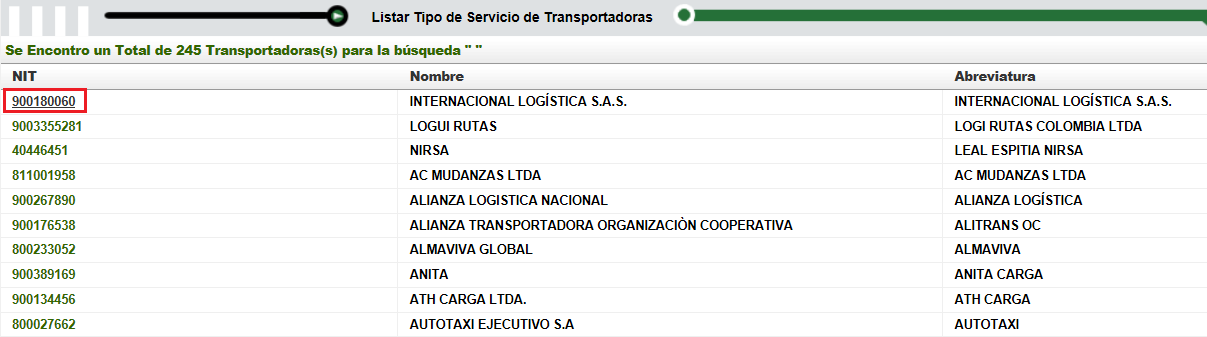 Listar Tipo de Servicio de Transportadoras
Se Encontro un Total de 245 Transportadoras(s) para la búsqueda " "
NIT Nombre Abreviatura
900180060 INTERNACIONAL LOGÍSTICA S.A.S. INTERNACIONAL LOGÍSTICA S.A.S.
9003355281 LOGUI RUTAS LOGI RUTAS COLOMBIA LTDA
40446451 NIRSA LEAL ESPITIA NIRSA
811001958 AC MUDANZAS LTDA AC MUDANZAS LTDA
900267890 ALIANZA LOGISTICA NACIONAL ALIANZA LOGÍSTICA
900176538 ALIANZA TRANSPORTADORA ORGANIZACIÒN COOPERATIVA ALITRANS OC
800233052 ALMAVIVA GLOBAL ALMAVIVA
900389169 ANITA ANITA CARGA
900134456 ATH CARGA LTDA. ATH CARGA
800027662 AUTOTAXI EJECUTIVO S.A AUTOTAXI